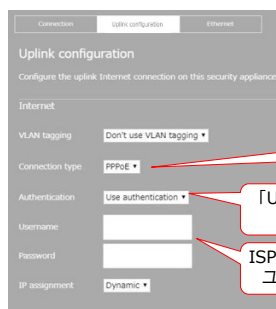 Connection
Uplink configuration
Ethernet
Uplink configuration
Configure the uplink Internet connection on this security appliance
Internet
VLAN tagging
Don't use VLAN tagging
Connection type
PPPoE
Authentication
Use authentication
「U
Username
Password
ISP
ユ
IP assignment
Dynamic